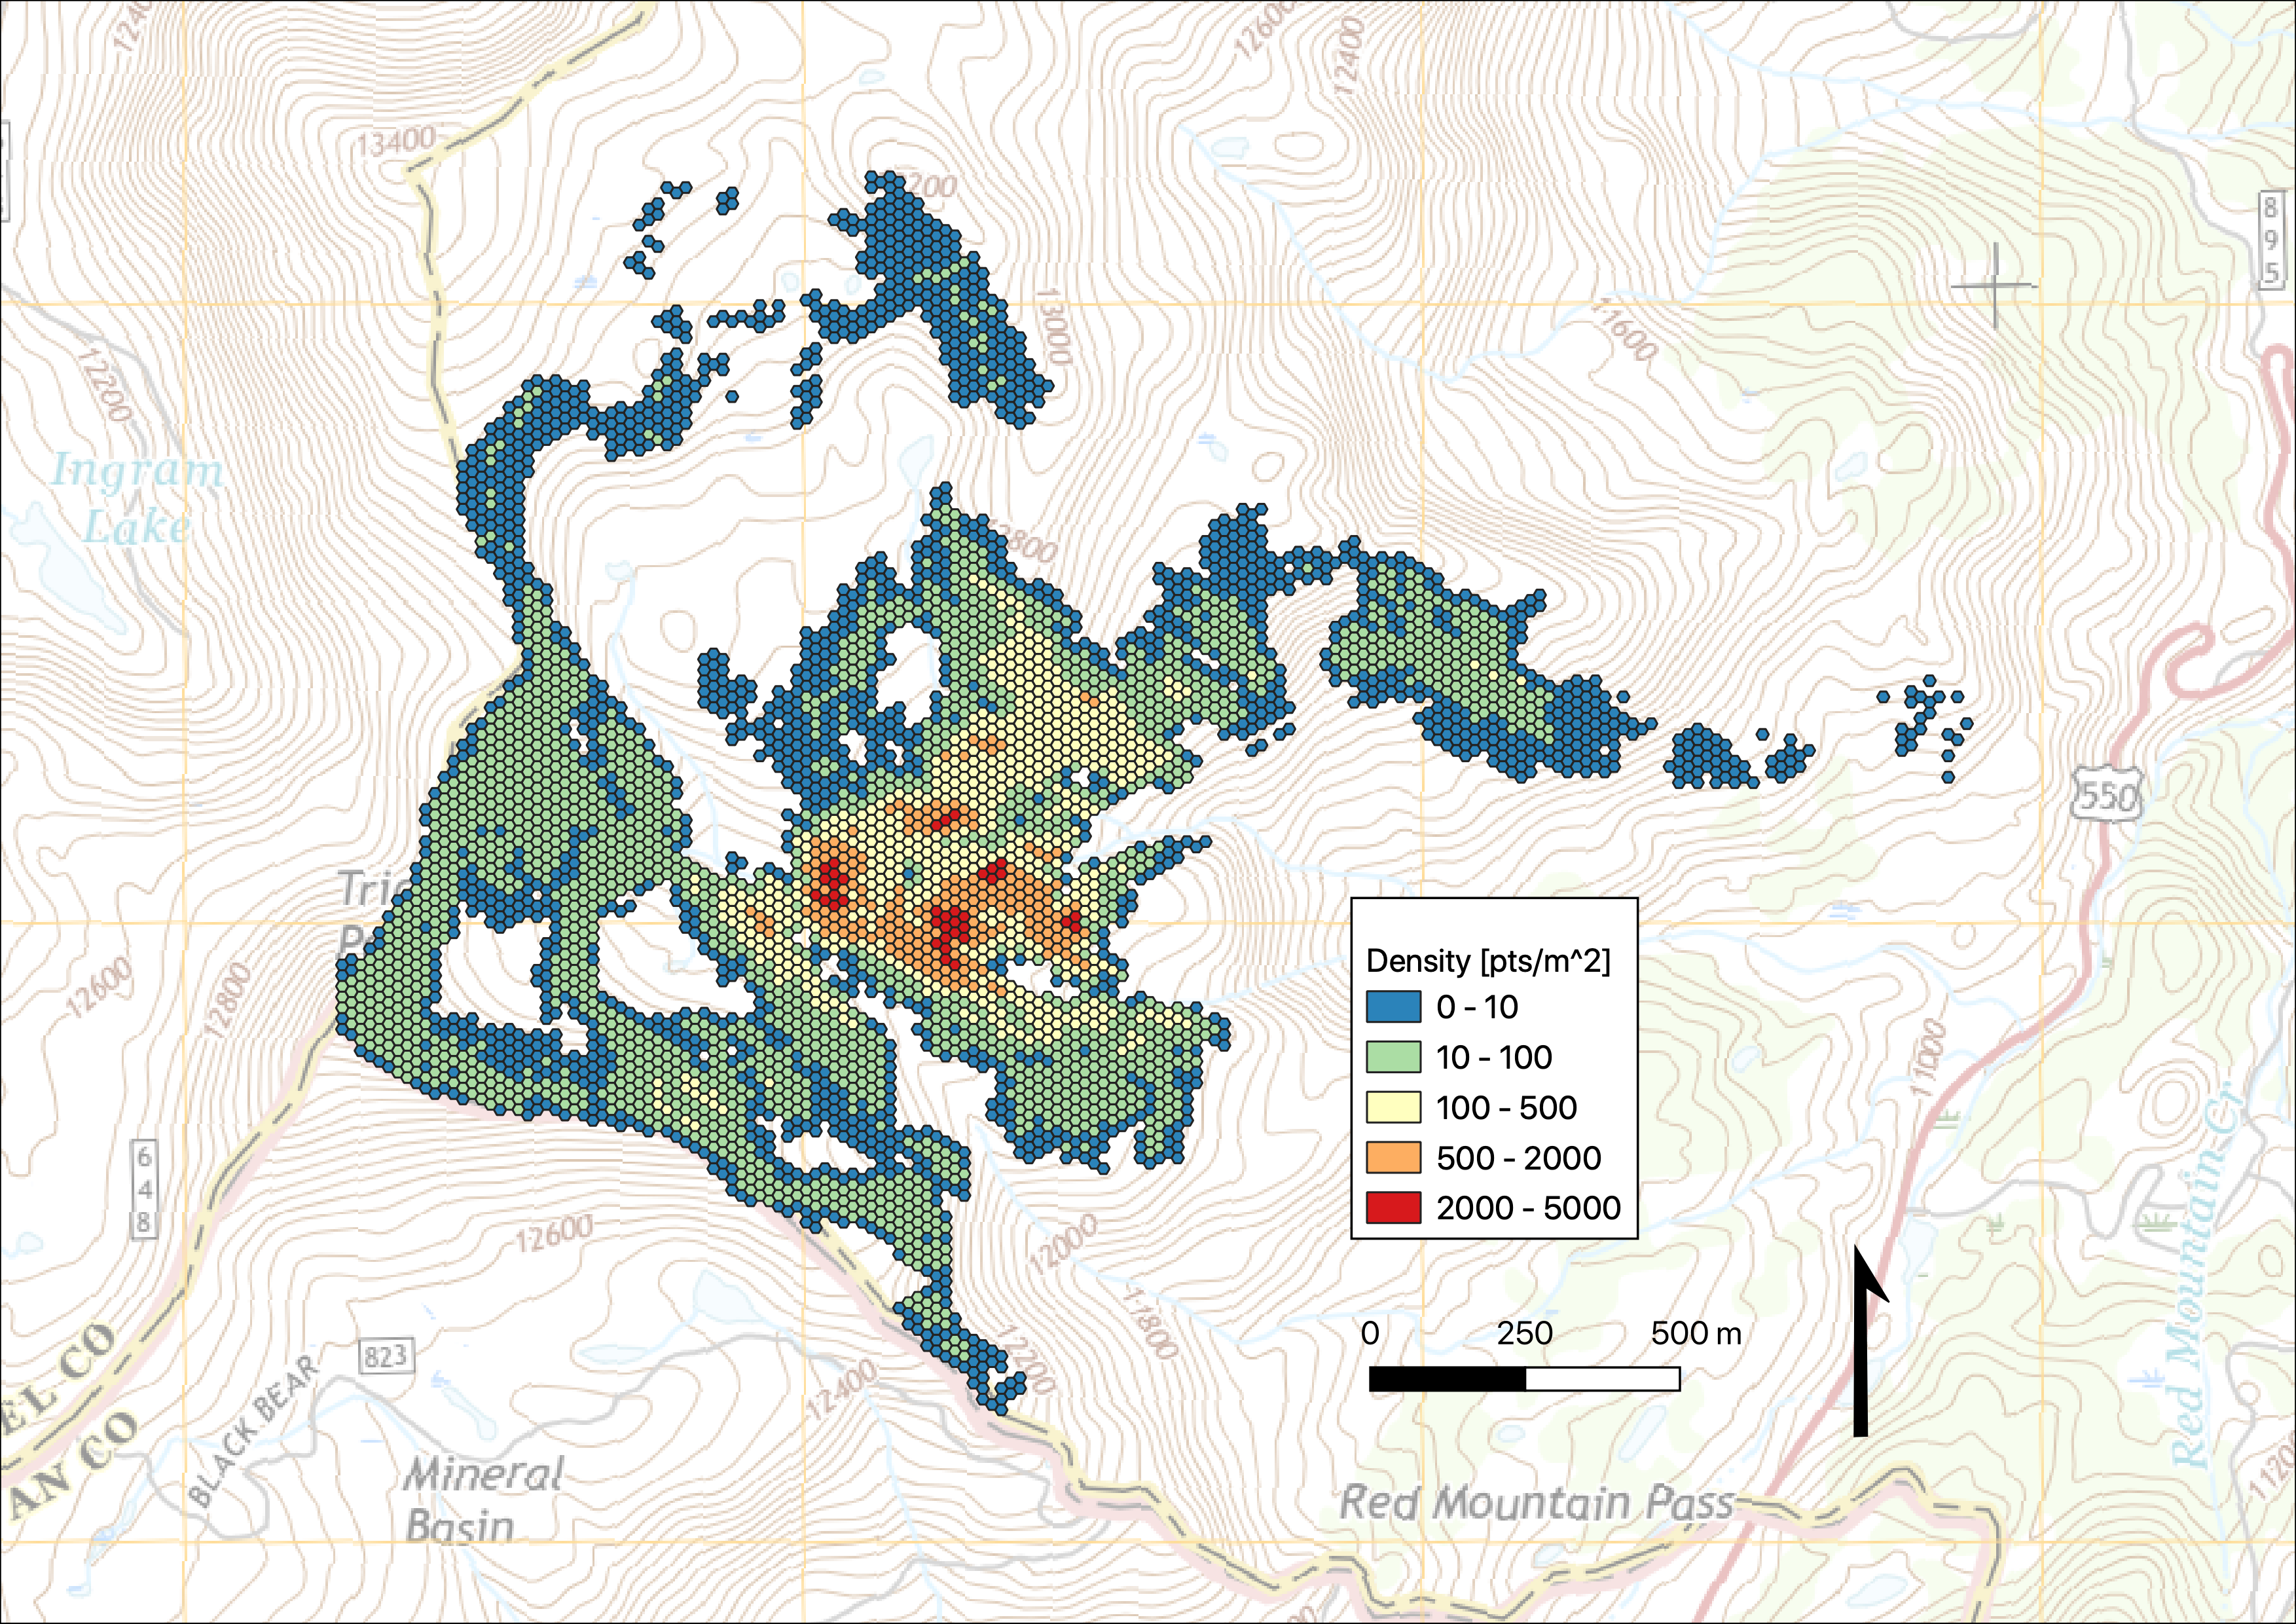 12600
12400
13400
895
13000
11600
12200
Ingram
Lake
550
12600
12800
Density [pts/m^2]
0 - 10
10 - 100
100 - 500
500 - 2000
2000 - 5000
11000
648
12600
12000
11800
12200
12400
0 250 500 m
823
EL CO
AN CO
BLACK BEAR
Mineral
Basin
Red Mountain Pass
Red Mountain Cr